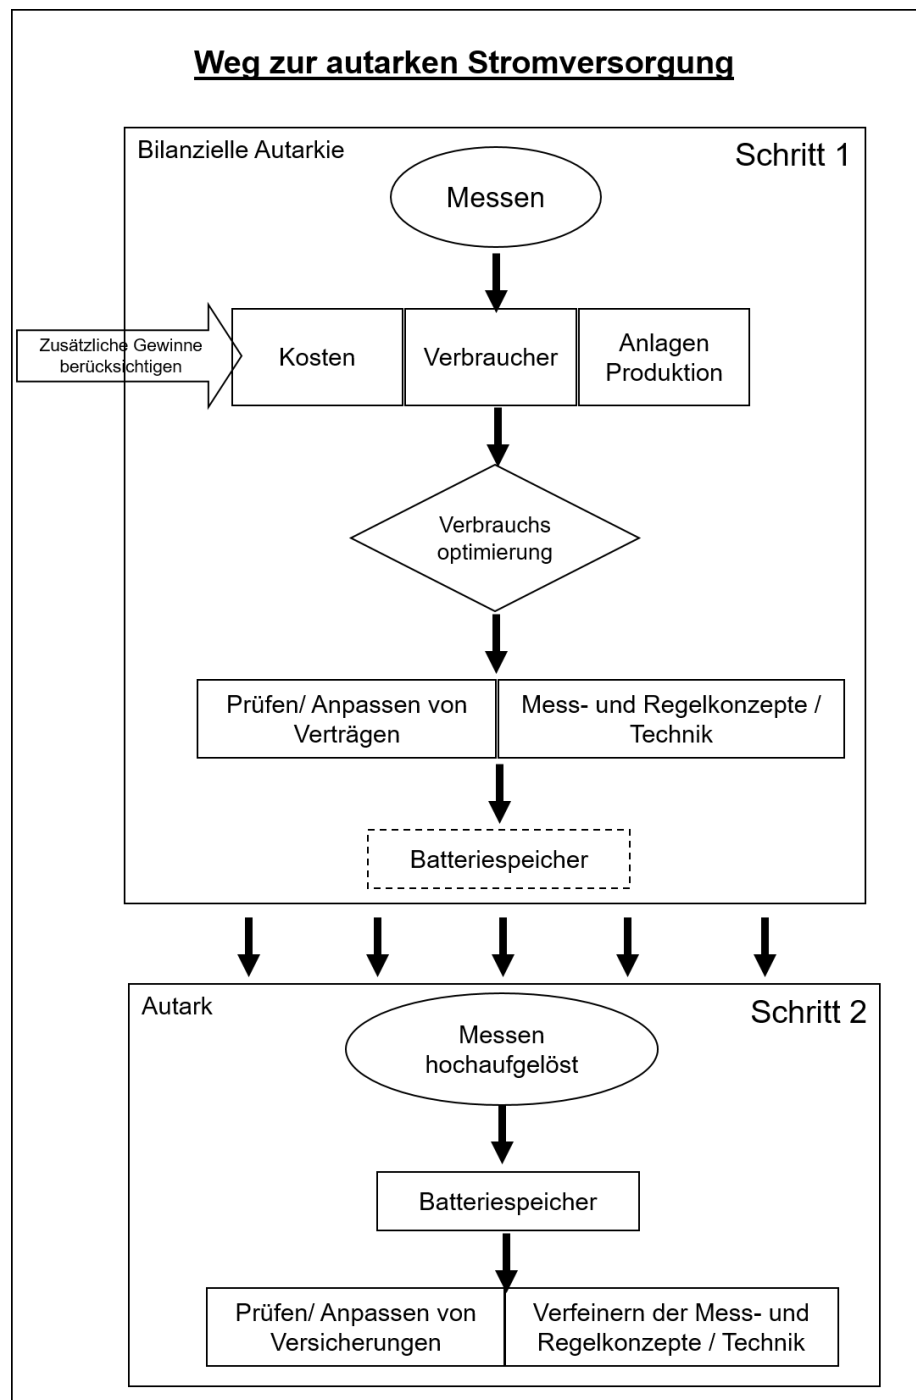 Weg zur autarken Stromversorgung
Bilanzielle Autarkie
Schritt 1
Messen
Zusätzliche Gewinne
berücksichtigen
Kosten
Verbraucher
Anlagen
Produktion
Verbrauchs
optimierung
Prüfen/ Anpassen von
Verträgen
Mess- und Regelkonzepte /
Technik
Batteriespeicher
Autark
Schritt 2
Messen
hochaufgelöst
Batteriespeicher
Prüfen/ Anpassen von
Versicherungen
Verfeinern der Mess- und
Regelkonzepte / Technik